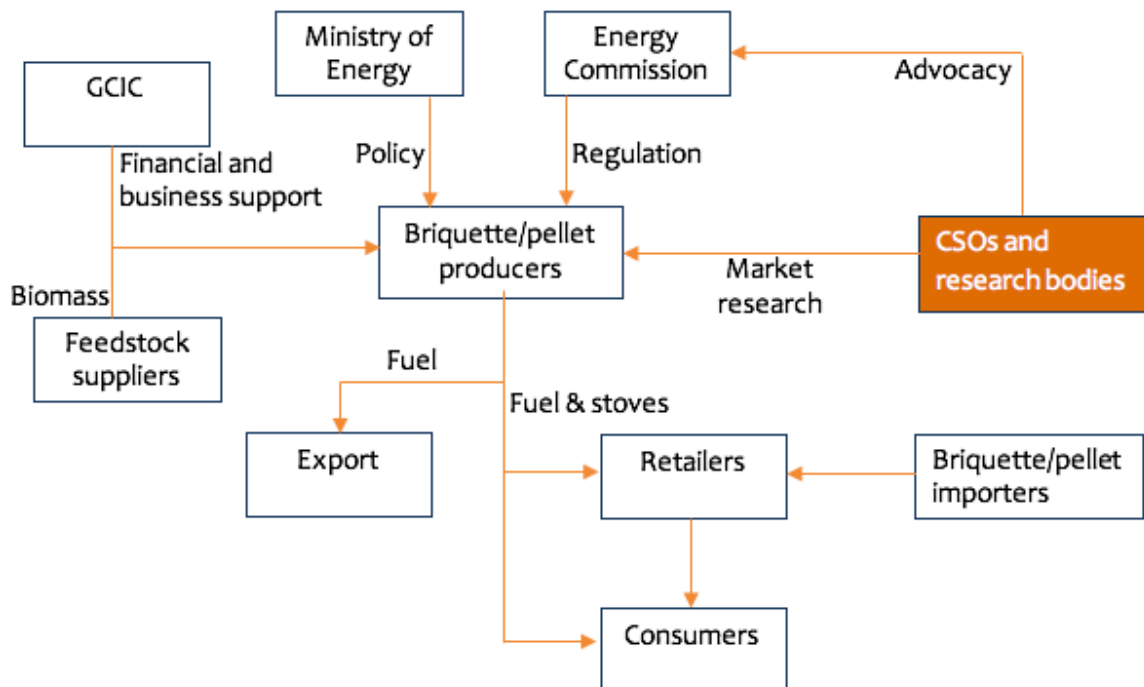 Ministry of
Energy
Energy
Commission
Advocacy
GCIC
Policy
Regulation
Financial and
business support
Briquette/pellet
producers
CSOs and
research bodies
Market
research
Biomass
Feedstock
suppliers
Fuel
Fuel & stoves
Export
Retailers
Briquette/pellet
importers
Consumers